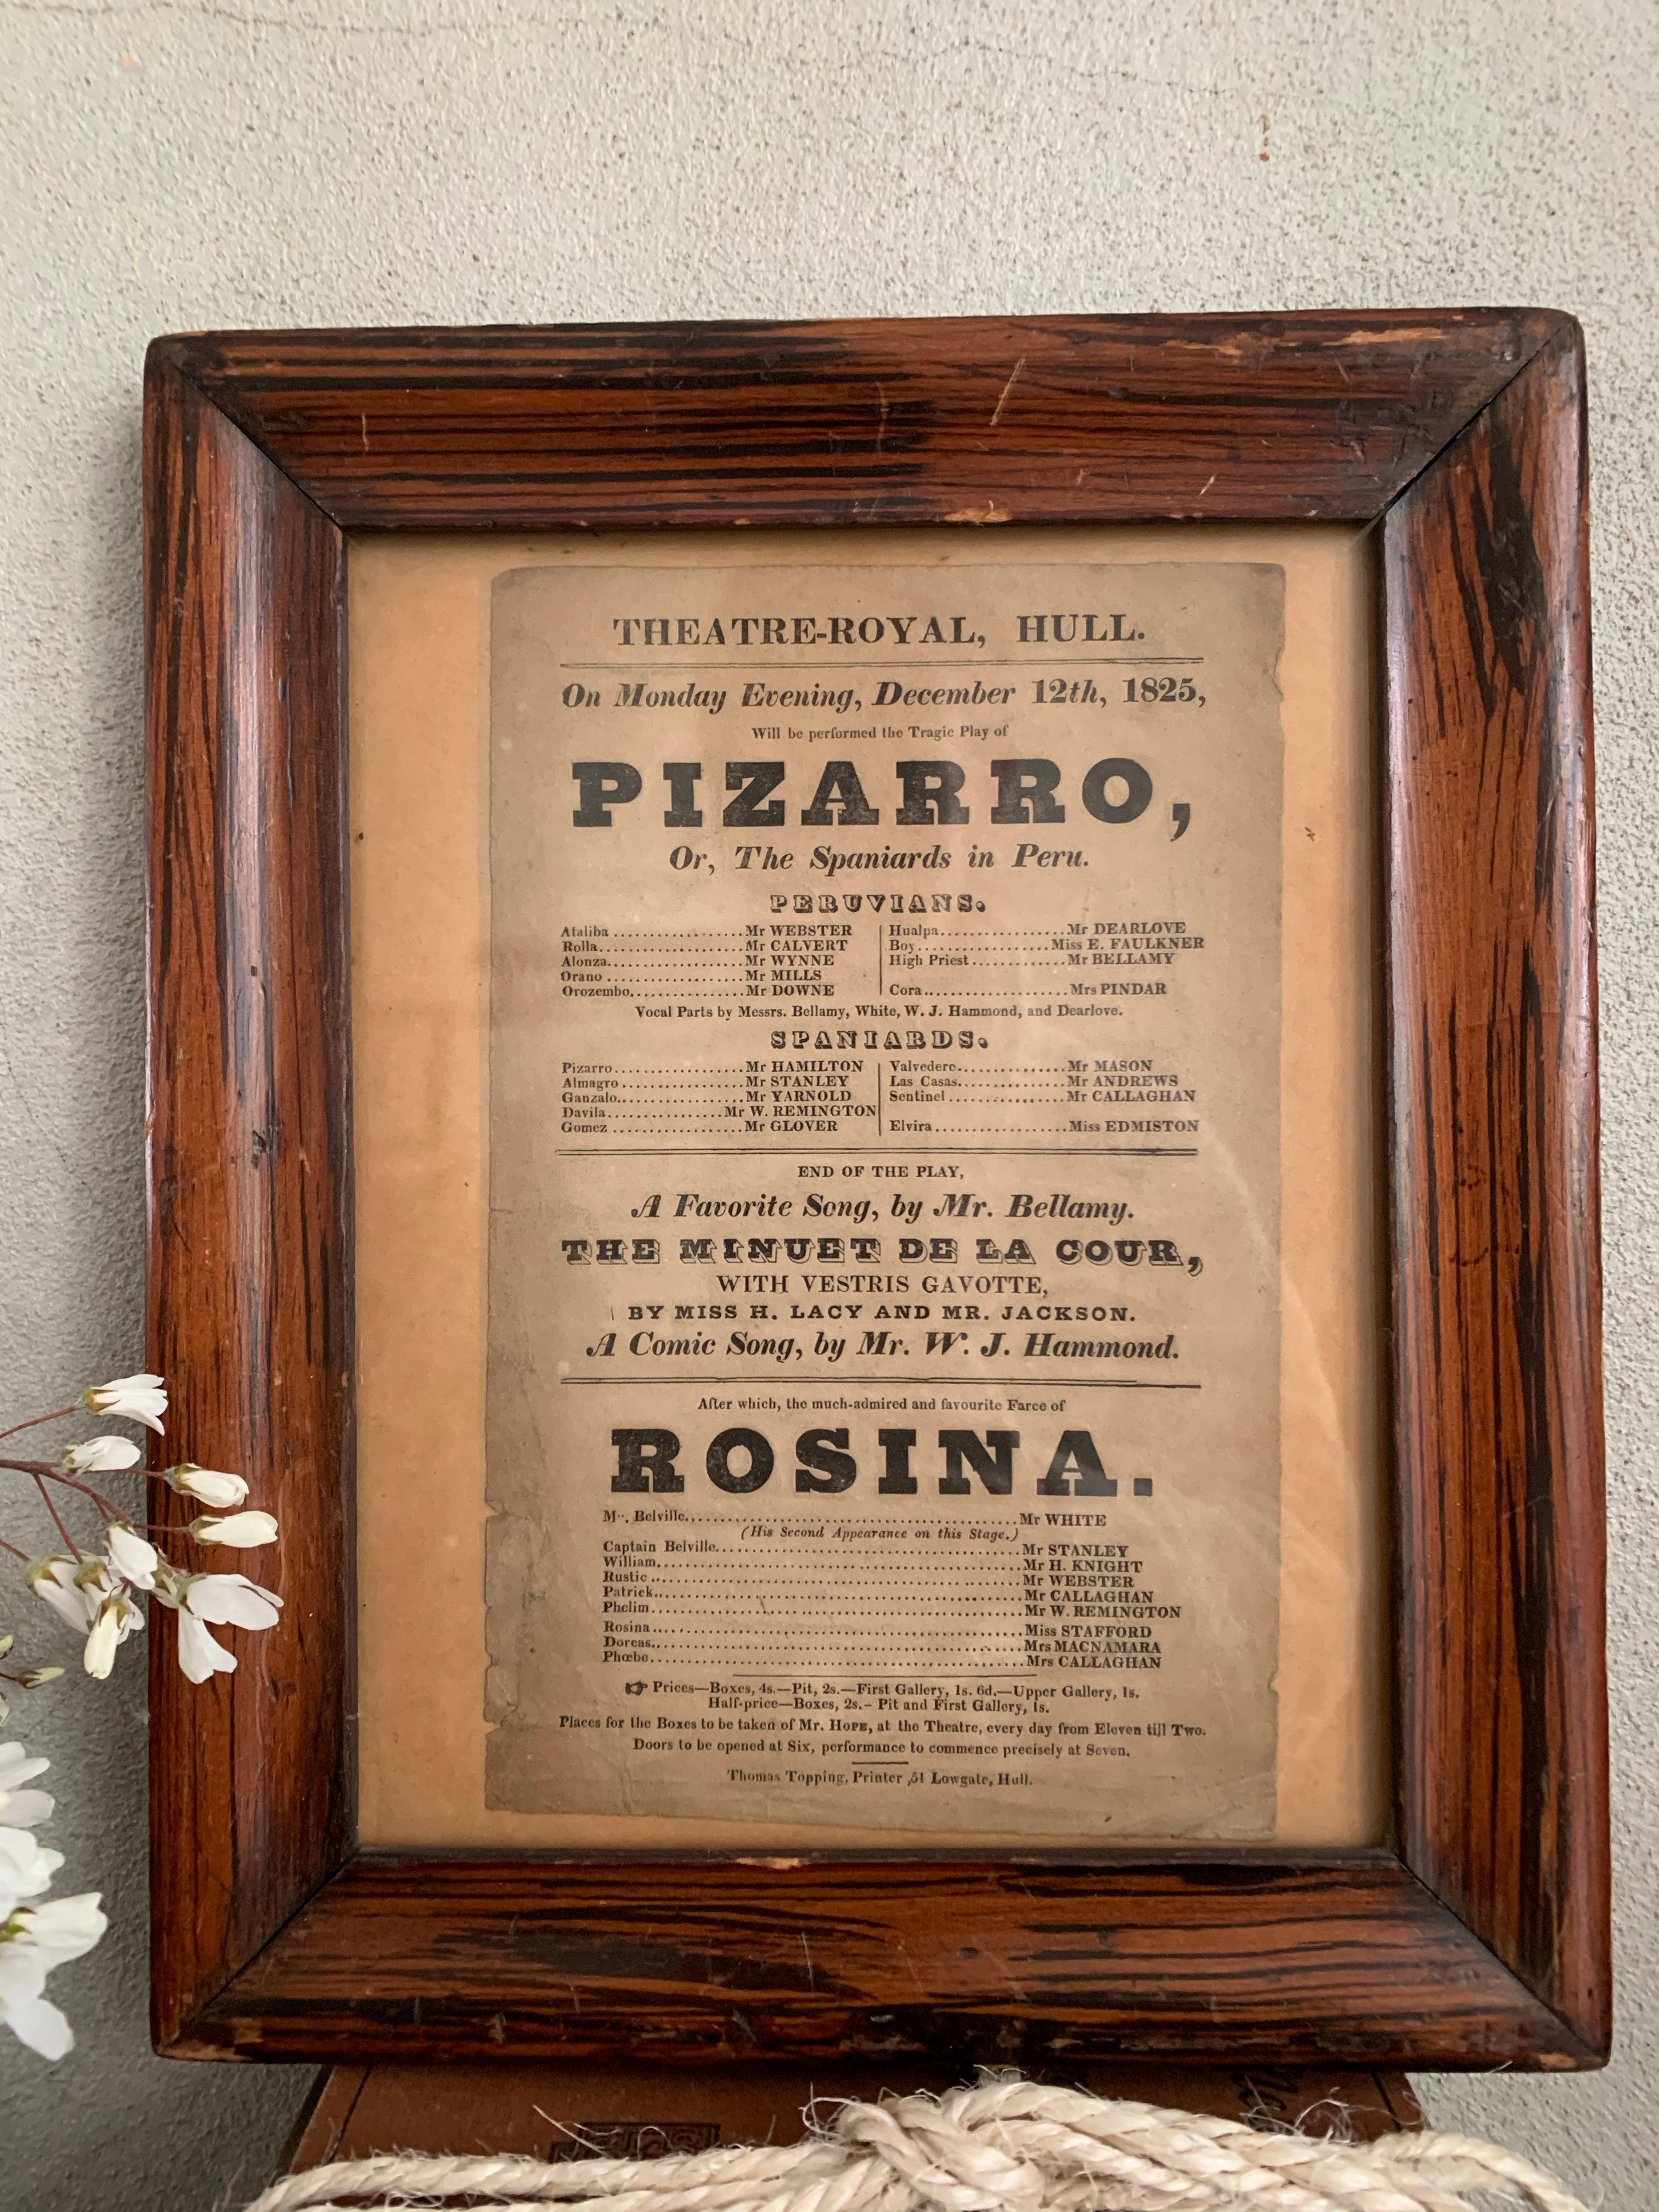 THEATRE-ROYAL, HULL.
On Monday Evening, December 12th, 1825,
Will be performed the Tragic Play of
PIZARRO,
Or, The Spaniards in Peru.
PERUVIANS.
Ataliba ..................Mr WEBSTER
Rolla....................Mr CALVERT
Alonza..................Mr WYNNE
Orano ..................Mr MILLS
Orozembo...............Mr DOWNE
Hualpa.................Mr DEARLOVE
Boy..................Miss E. FAULKNER
High Priest.............Mr BELLAMY
Cora....................Mrs PINDAR
Vocal Parts by Messrs. Bellamy, White, W. J. Hammond, and Dearlove.
SPANIARDS.
Pizarro..................Mr HAMILTON
Almagro .................Mr STANLEY
Ganzalo..................Mr YARNOLD
Davila................Mr W. REMINGTON
Gomez ..................Mr GLOVER
Valvedere...............Mr MASON
Las Casas...............Mr ANDREWS
Sentinel ................Mr CALLAGHAN
Elvira...................Miss EDMISTON
END OF THE PLAY,
A Favorite Song, by Mr. Bellamy.
THE MINUET DE LA COUR,
WITH VESTRIS GAVOTTE,
BY MISS H. LACY AND MR. JACKSON.
A Comic Song, by Mr. W. J. Hammond.
After which, the much-admired and favourite Farce of
ROSINA.
Mr. Belville..............................................Mr WHITE
(His Second Appearance on this Stage.)
Captain Belville..........................................Mr STANLEY
William..................................................Mr H. KNIGHT
Rustic ..................................................Mr WEBSTER
Patrick..................................................Mr CALLAGHAN
Phelim..................................................Mr W. REMINGTON
Rosina..................................................Miss STAFFORD
Dorcas..................................................Mrs MACNAMARA
Phœbe..................................................Mrs CALLAGHAN
☞ Prices—Boxes, 4s.—Pit, 2s.—First Gallery, 1s. 6d.—Upper Gallery, 1s.
Half-price—Boxes, 2s.- Pit and First Gallery, 1s.
Places for the Boxes to be taken of Mr. HOPE, at the Theatre, every day from Eleven till Two.
Doors to be opened at Six, performance to commence precisely at Seven.
Thomas Topping, Printer ,51 Lowgate, Hull.